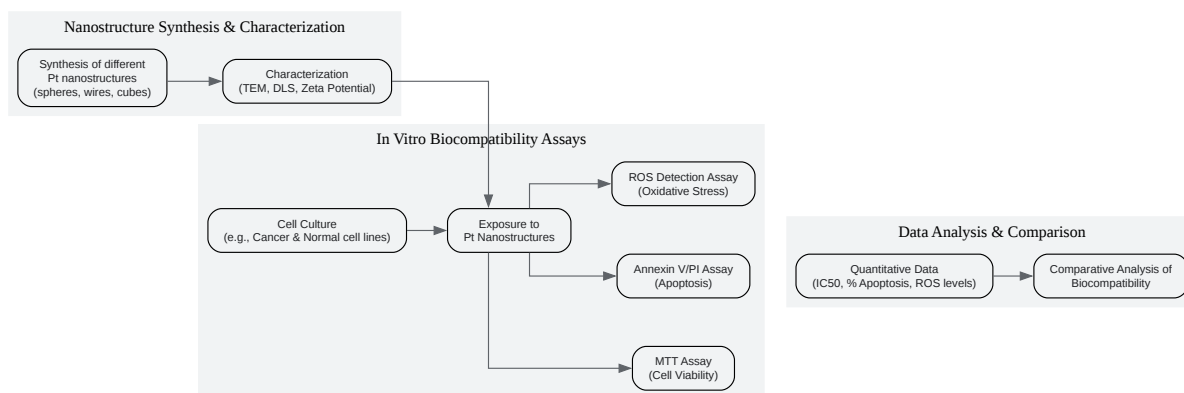 Nanostructure Synthesis & Characterization
Synthesis of different
Pt nanostructures
(spheres, wires, cubes)
Characterization
(TEM, DLS, Zeta Potential)
In Vitro Biocompatibility Assays
Cell Culture
(e.g., Cancer & Normal cell lines)
Exposure to
Pt Nanostructures
ROS Detection Assay
(Oxidative Stress)
Annexin V/PI Assay
(Apoptosis)
MTT Assay
(Cell Viability)
Data Analysis & Comparison
Quantitative Data
(IC50, % Apoptosis, ROS levels)
Comparative Analysis of
Biocompatibility